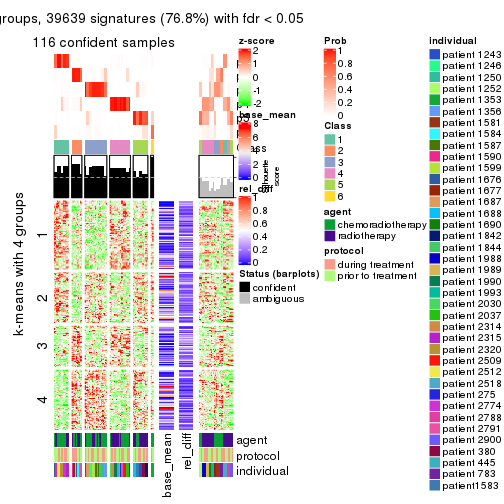 groups, 39639 signatures (76.8%) with fdr < 0.05
116 confident samples
k-means with 4 groups
1
2
3
4
agent
protocol
individual
base_mean
rel_diff
z-score
2
1
0
-1
-2
base_mean
8
6
rel_diff
1
0.8
0.6
0.4
0.2
0
Status (barplots)
confident
ambiguous
Prob
1
0.8
0.6
0.4
0.2
0
Class
1
2
3
4
5
6
agent
chemoradiotherapy
radiotherapy
protocol
during treatment
prior to treatment
individual
patient 1243
patient 1246
patient 1250
patient 1252
patient 1353
patient 1356
patient 1581
patient 1584
patient 1587
patient 1590
patient 1599
patient 1676
patient 1677
patient 1687
patient 1688
patient 1690
patient 1842
patient 1844
patient 1988
patient 1989
patient 1990
patient 1993
patient 2030
patient 2037
patient 2314
patient 2315
patient 2320
patient 2509
patient 2512
patient 2518
patient 275
patient 2774
patient 2788
patient 2791
patient 2900
patient 380
patient 445
patient 783
patient1583